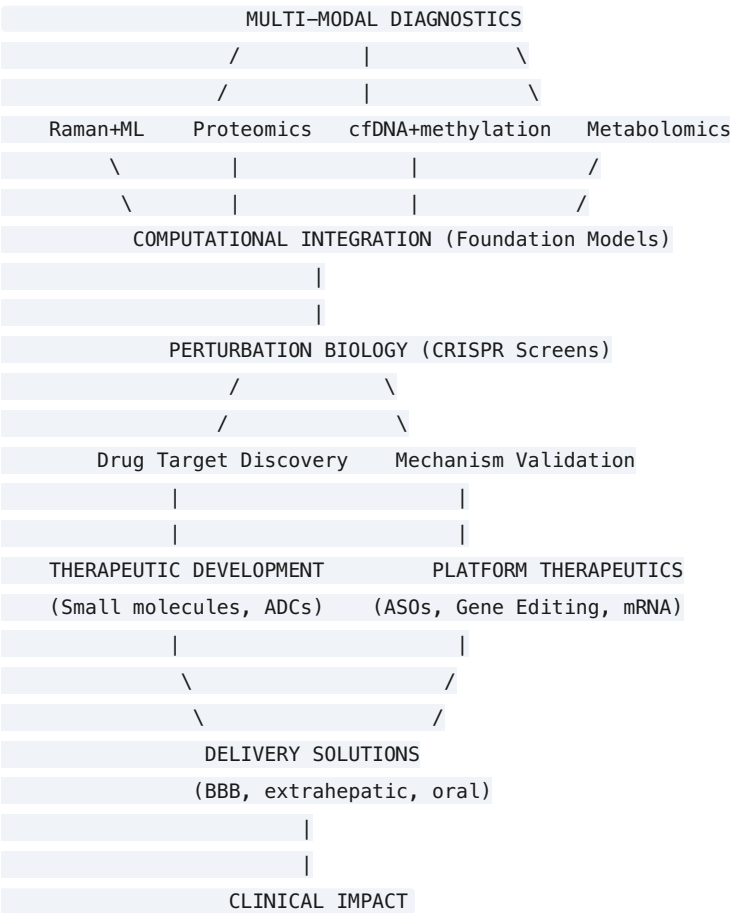 MULTI-MODAL DIAGNOSTICS
/ | \
/ | \
Raman+ML Proteomics cfDNA+methylation Metabolomics
\ | | /
\ | | /
COMPUTATIONAL INTEGRATION (Foundation Models)
|
|
PERTURBATION BIOLOGY (CRISPR Screens)
/ \
/ \
Drug Target Discovery Mechanism Validation
| |
| |
THERAPEUTIC DEVELOPMENT PLATFORM THERAPEUTICS
(Small molecules, ADCs) (ASOs, Gene Editing, mRNA)
| |
\ /
\ /
DELIVERY SOLUTIONS
(BBB, extrahepatic, oral)
|
|
CLINICAL IMPACT